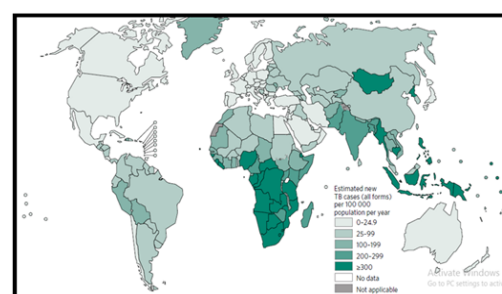 Estimated new
TB cases (all forms)
per 100 000
population per year
0-24.9
25-99
100-199
200-299
≥300
No data
Not applicable
Activate Windows
Go to PC settings to acti